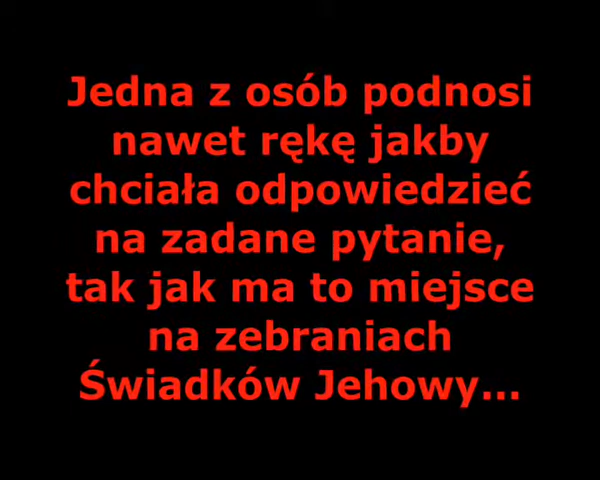 Jedna z osób podnosi
nawet rękę jakby
chciała odpowiedzieć
na zadane pytanie,
tak jak ma to miejsce
na zebraniach
Świadków Jehowy...